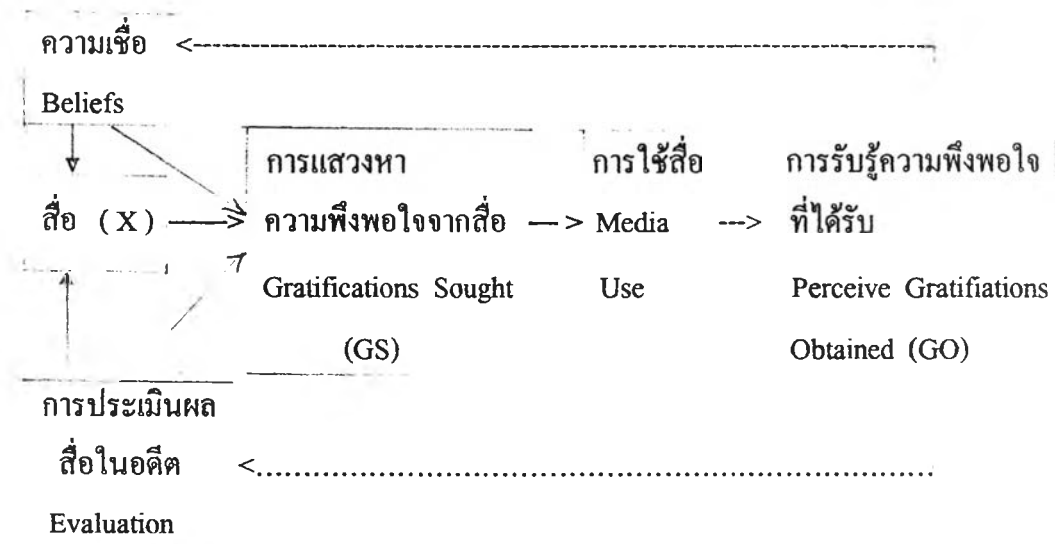 ความเชื่อ
Beliefs
การแสวงหา การใช้สื่อ การรับรู้ความพึงพอใจ
สื่อ (X) ความพึงพอใจจากสื่อ Media ที่ได้รับ
Gratifications Sought Use Perceive Gratifiations
(GS) Obtained (GO)
การประเมินผล
สื่อในอดีต
Evaluation